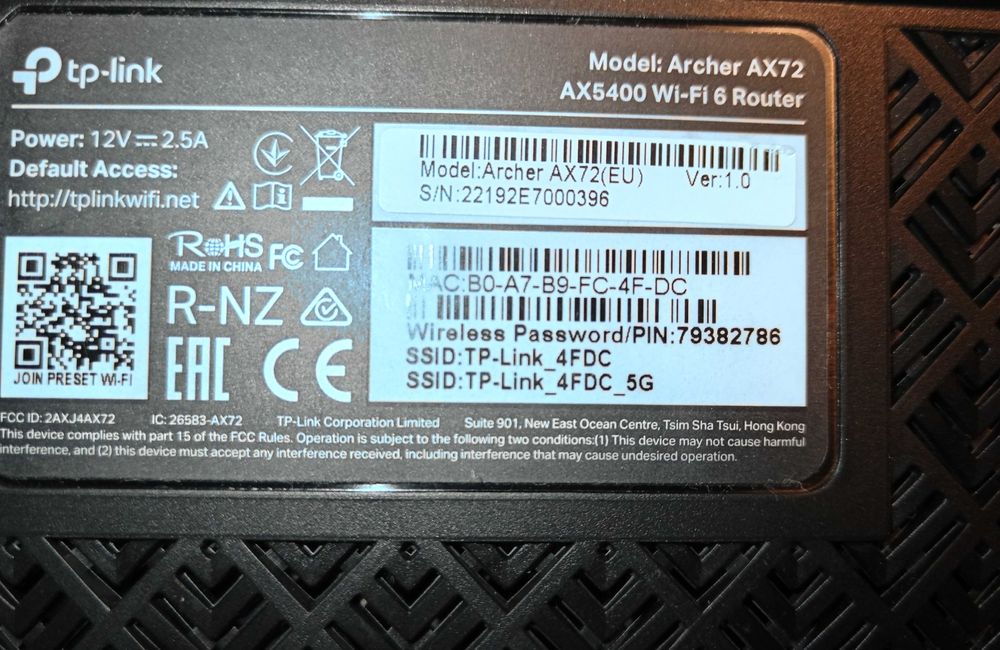 tp-link
Model: Archer AX72
AX5400 Wi-Fi 6 Router
Power: 12V⎓2.5A
Default Access:
http://tplinkwifi.net
Model:Archer AX72(EU) Ver:1.0
S/N:22192E7000396
RoHS FC
MADE IN CHINA
R-NZ
EAC CE
JOIN PRESET WI-FI
MAC:B0-A7-B9-FC-4F-DC
Wireless Password/PIN:79382786
SSID:TP-Link_4FDC
SSID:TP-Link_4FDC_5G
FCC ID: 2AXJ4AX72 IC: 26583-AX72 TP-Link Corporation Limited Suite 901, New East Ocean Centre, Tsim Sha Tsui, Hong Kong
This device complies with part 15 of the FCC Rules. Operation is subject to the following two conditions:(1) This device may not cause harmful
interference, and (2) this device must accept any interference received, including interference that may cause undesired operation.